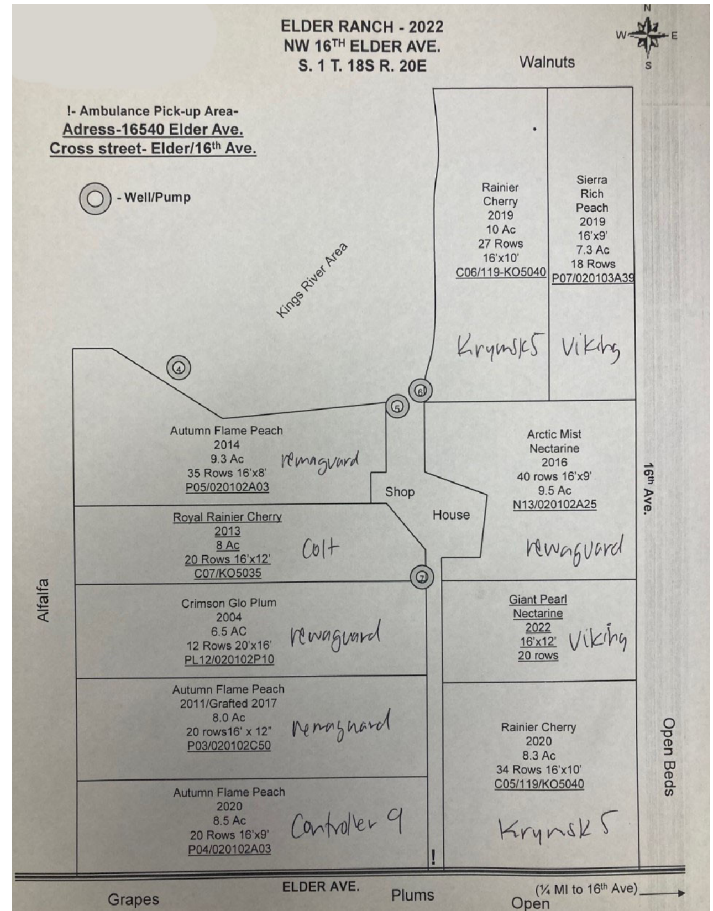 ELDER RANCH - 2022
NW 16TH ELDER AVE.
S. 1 T. 18S R. 20E
N
W E
S
Walnuts
!- Ambulance Pick-up Area-
Adress-16540 Elder Ave.
Cross street- Elder/16th Ave.
- Well/Pump
Kings River Area
Rainier
Cherry
2019
10 Ac
27 Rows
16'x10'
C06/119-KO5040
Krymsk5
Sierra
Rich
Peach
2019
16'x9'
7.3 Ac
18 Rows
P07/020103A39
Viking
4
5
6
Autumn Flame Peach
2014
9.3 Ac
35 Rows 16'x8'
P05/020102A03
remaguard
Shop
House
Arctic Mist
Nectarine
2016
40 rows 16'x9'
9.5 Ac
N13/020102A25
remaguard
16th Ave.
Royal Rainier Cherry
2013
8 Ac
20 Rows 16'x12'
C07/KO5035
Colt
7
Alfalfa
Crimson Glo Plum
2004
6.5 AC
12 Rows 20'x16'
PL12/020102P10
remaguard
Giant Pearl
Nectarine
2022
16'x12'
20 rows
Viking
Autumn Flame Peach
2011/Grafted 2017
8.0 Ac
20 rows16' x 12"
P03/020102C50
remaguard
Rainier Cherry
2020
8.3 Ac
34 Rows 16'x10'
C05/119/KO5040
Krymsk 5
Open Beds
Autumn Flame Peach
2020
8.5 Ac
20 Rows 16'x9'
P04/020102A03
Controller 9
!
ELDER AVE.
(¼ MI to 16th Ave)
Grapes
Plums
Open